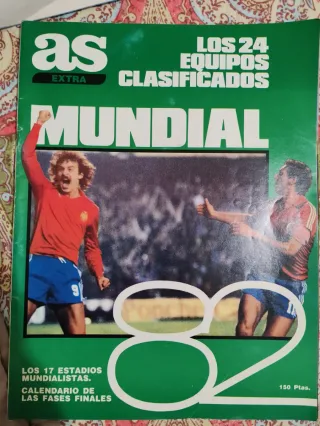 as
EXTRA
LOS 24
EQUIPOS
CLASIFICADOS
MUNDIAL
9
82
LOS 17 ESTADIOS
MUNDIALISTAS.
CALENDARIO DE
LAS FASES FINALES
150 Ptas.